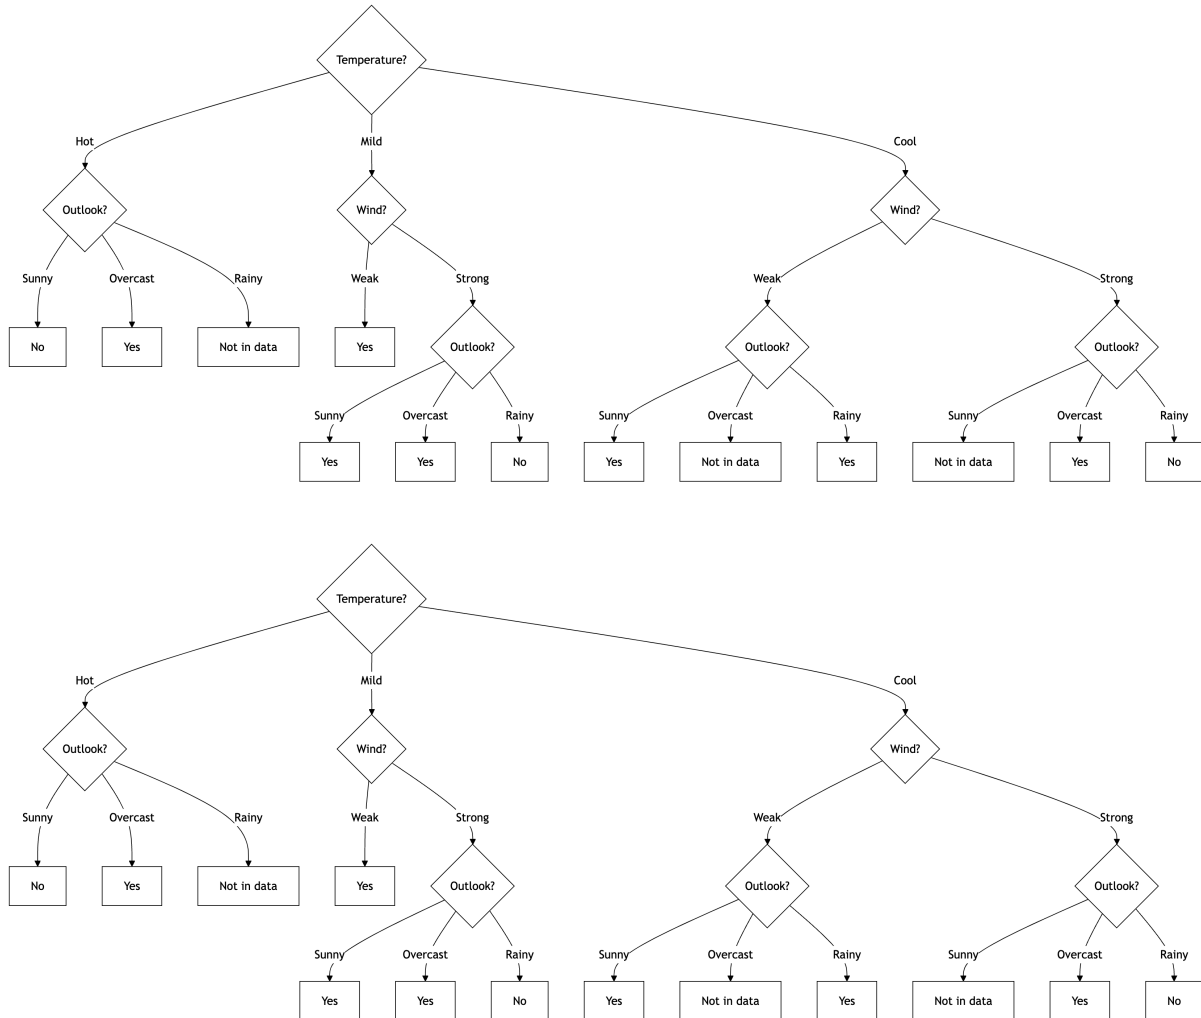 Temperature?
Hot Mild Cool
Outlook? Wind? Wind?
Sunny Overcast Rainy Weak Strong Weak Strong
No Yes Not in data Yes Outlook? Outlook? Outlook?
Sunny Overcast Rainy Sunny Overcast Rainy Sunny Overcast Rainy
Yes Yes No Yes Not in data Yes Not in data Yes No
Temperature?
Hot Mild Cool
Outlook? Wind? Wind?
Sunny Overcast Rainy Weak Strong Weak Strong
No Yes Not in data Yes Outlook? Outlook? Outlook?
Sunny Overcast Rainy Sunny Overcast Rainy Sunny Overcast Rainy
Yes Yes No Yes Not in data Yes Not in data Yes No